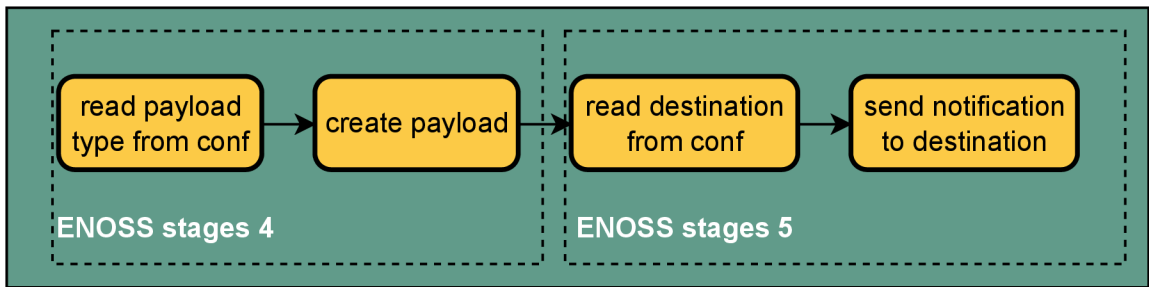 read payload
type from conf
create payload
read destination
from conf
send notification
to destination
ENOSS stages 4
ENOSS stages 5